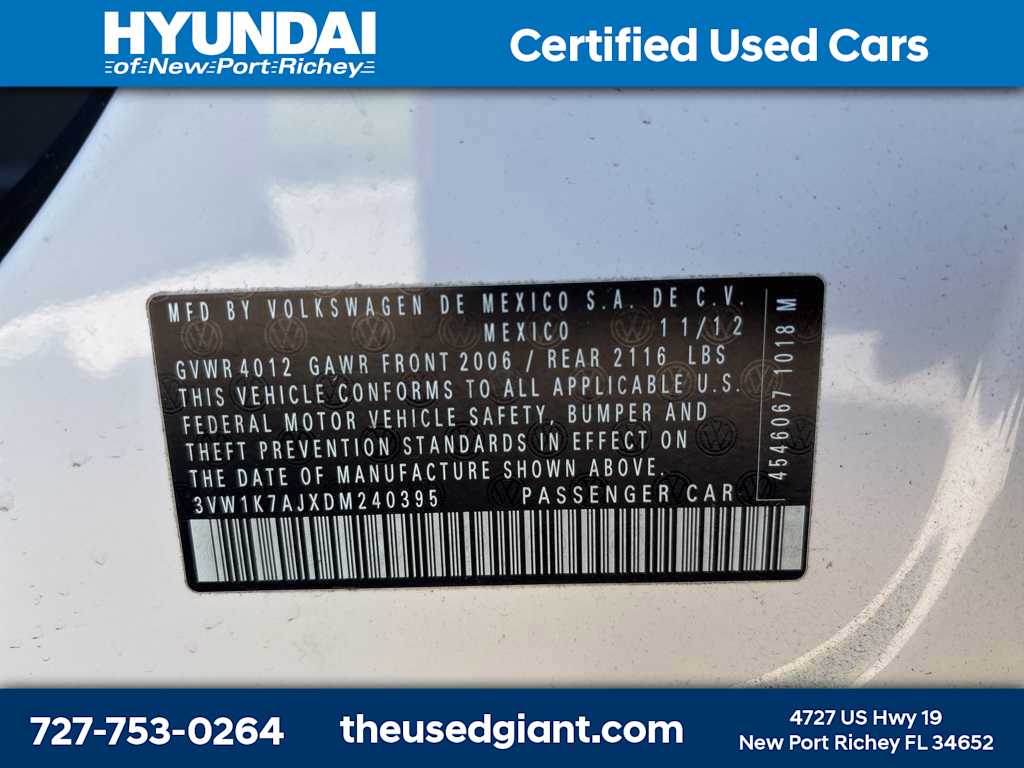 HYUNDAI
of New Port Richey
Certified Used Cars
MFD BY VOLKSWAGEN DE MEXICO S.A. DE C.V.
MEXICO 11/12
GVWR 4012 GAWR FRONT 2006 / REAR 2116 LBS
THIS VEHICLE CONFORMS TO ALL APPLICABLE U.S.
FEDERAL MOTOR VEHICLE SAFETY, BUMPER AND
THEFT PREVENTION STANDARDS IN EFFECT ON
THE DATE OF MANUFACTURE SHOWN ABOVE.
3VW1K7AJXDM240395 PASSENGER CAR
4546067 1018 M
727-753-0264
theusedgiant.com
4727 US Hwy 19
New Port Richey FL 34652